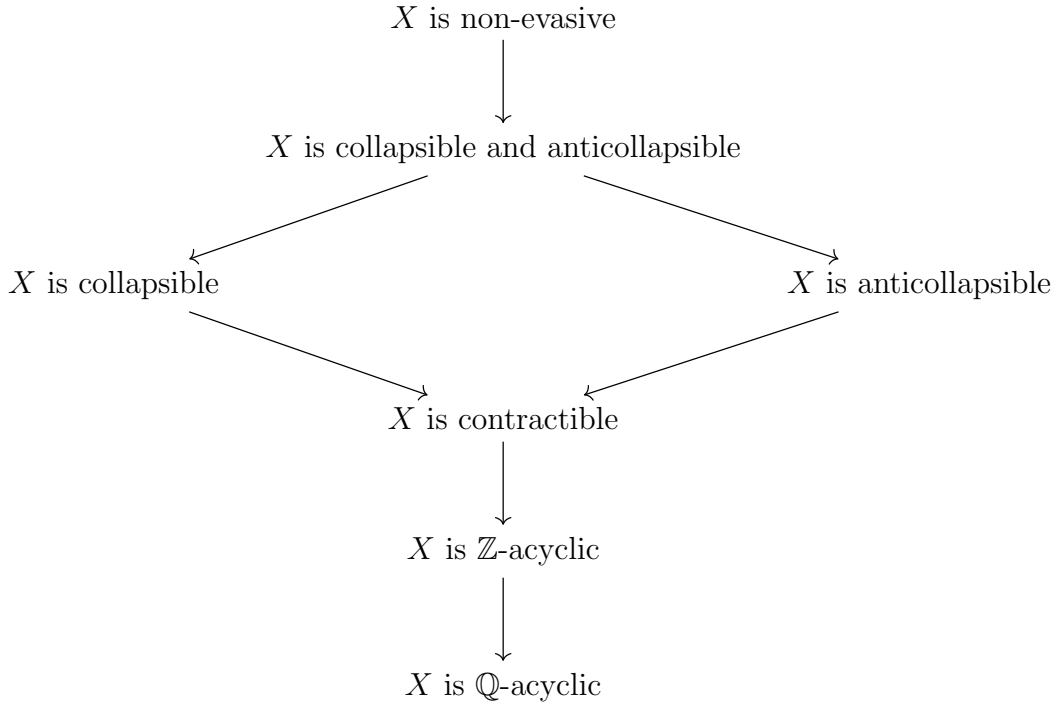 X is non-evasive
X is collapsible and anticollapsible
X is collapsible
X is anticollapsible
X is contractible
X is ℤ-acyclic
X is ℚ-acyclic